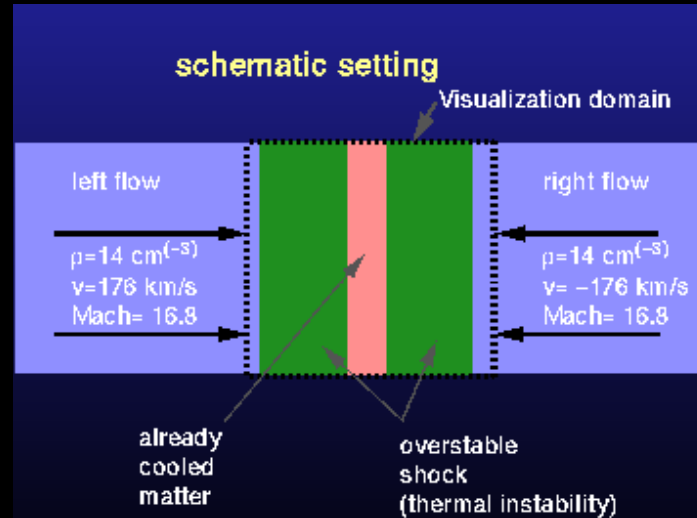 schematic setting
Visualization domain
left flow
ρ=14 cm(-3)
v=176 km/s
Mach= 16.8
right flow
ρ=14 cm(-3)
v= -176 km/s
Mach= 16.8
already
cooled
matter
overstable
shock
(thermal instability)